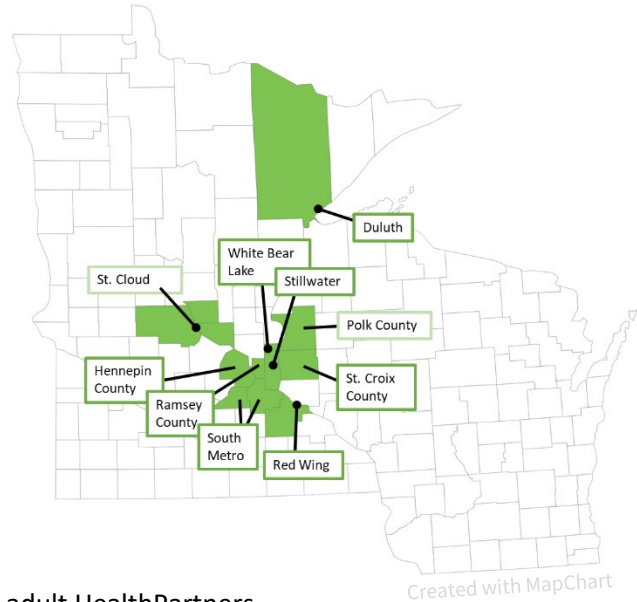 Duluth
White Bear
Lake
Stillwater
St. Cloud
Polk County
Hennepin
County
St. Croix
County
Ramsey
County
South
Metro
Red Wing
Created with MapChart
adult HealthPartners